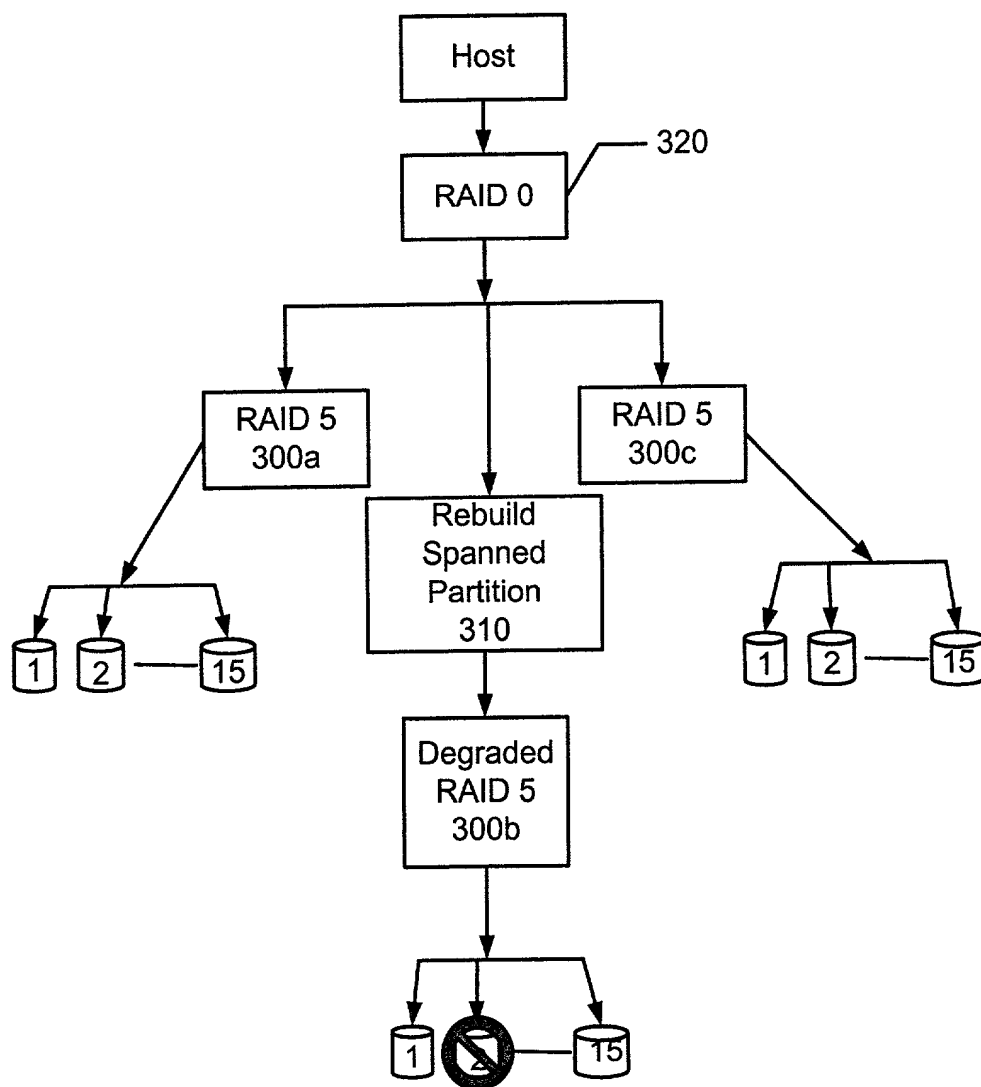 Host
RAID 0
320
RAID 5
300a
RAID 5
300c
Rebuild
Spanned
Partition
310
1
2
15
1
2
15
Degraded
RAID 5
300b
1
2
15